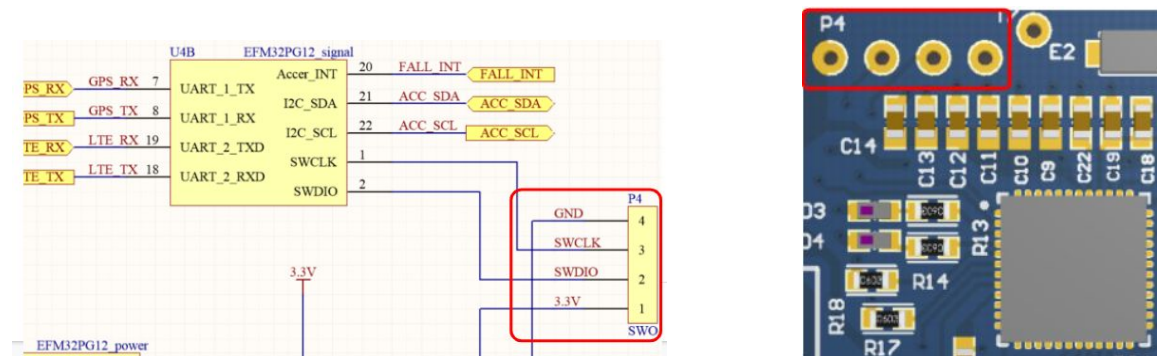 U4B EFM32PG12_signal
PS_RX GPS_RX 7 UART_1_TX Accer_INT 20 FALL_INT FALL_INT
PS_TX GPS_TX 8 UART_1_RX I2C_SDA 21 ACC_SDA ACC_SDA
TE_RX LTE_RX 19 UART_2_TXD I2C_SCL 22 ACC_SCL ACC_SCL
TE_TX LTE_TX 18 UART_2_RXD SWCLK 1
SWDIO 2
P4
GND 4
SWCLK 3
SWDIO 2
3.3V 1
SWO
3.3V
EFM32PG12_power
P4
E2
C14 C13 C12 C11 C10 C9 C22 C19 C18
R13
R14
R18
R17